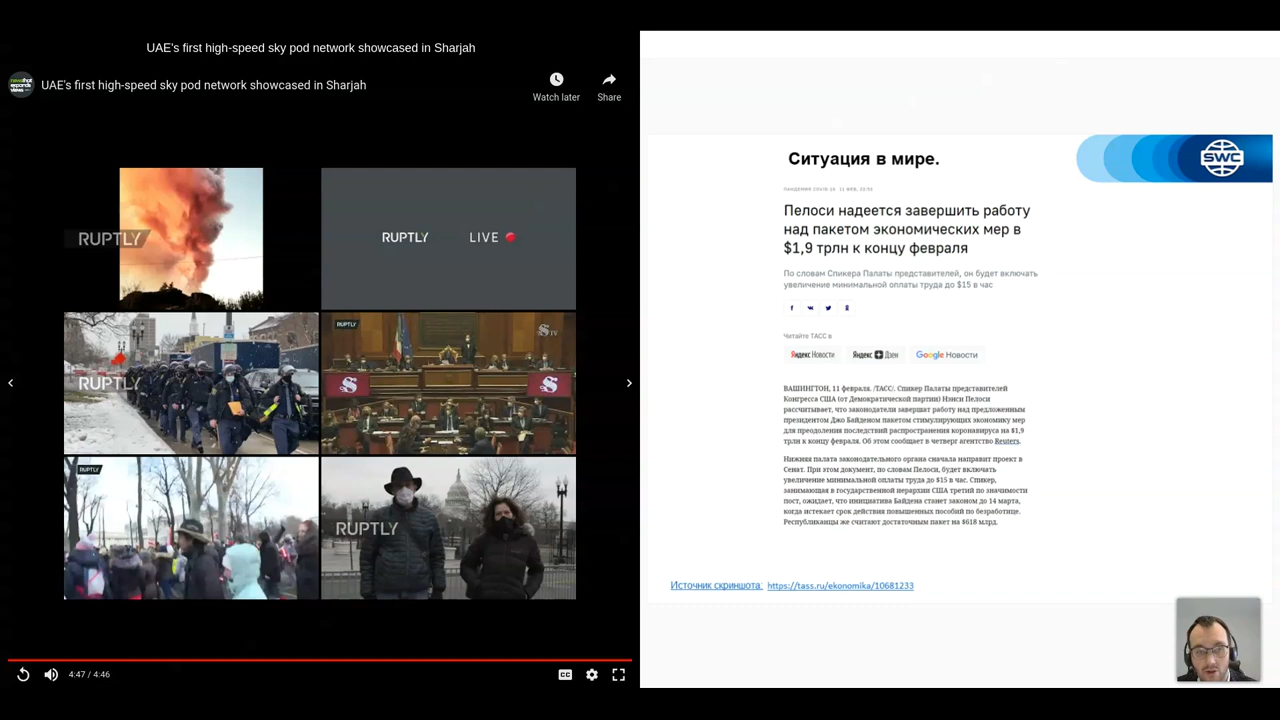 UAE's first high-speed sky pod network showcased in Sharjah
UAE's first high-speed sky pod network showcased in Sharjah
Watch later
Share
RUPTLY
RUPTLY LIVE
RUPTLY
RUPTLY
S TV
S
S
RUPTLY
RUPTLY
4:47 / 4:46
CC
Ситуация в мире.
SWC
ПАНДЕМИЯ COVID-19 11 ФЕВ, 20:50
Пелоси надеется завершить работу
над пакетом экономических мер в
$1,9 трлн к концу февраля
По словам Спикера Палаты представителей, он будет включать
увеличение минимальной оплаты труда до $15 в час
Читайте ТАСС в
Яндекс Новости
Яндекс Дзен
Google Новости
ВАШИНГТОН, 11 февраля. /ТАСС/. Спикер Палаты представителей
Конгресса США (от Демократической партии) Нэнси Пелоси
рассчитывает, что законодатели завершат работу над предложенным
президентом Джо Байденом пакетом стимулирующих экономику мер
для преодоления последствий распространения коронавируса на $1,9
трлн к концу февраля. Об этом сообщает в четверг агентство Reuters.
Нижняя палата законодательного органа сначала направит проект в
Сенат. При этом документ, по словам Пелоси, будет включать
увеличение минимальной оплаты труда до $15 в час. Спикер,
занимающая в государственной иерархии США третий по значимости
пост, ожидает, что инициатива Байдена станет законом до 14 марта,
когда истекает срок действия повышенных пособий по безработице.
Республиканцы же считают достаточным пакет на $618 млрд.
Источник скриншота: https://tass.ru/ekonomika/10681233